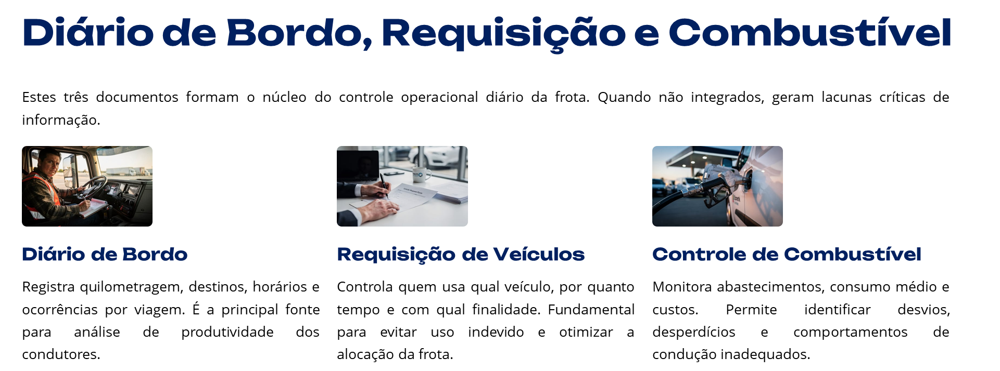 Diário de Bordo, Requisição e Combustível
Estes três documentos formam o núcleo do controle operacional diário da frota. Quando não integrados, geram lacunas críticas de
informação.
Diário de Bordo
Registra quilometragem, destinos, horários e
ocorrências por viagem. É a principal fonte
para análise de produtividade dos
condutores.
Requisição de Veículos
Controla quem usa qual veículo, por quanto
tempo e com qual finalidade. Fundamental
para evitar uso indevido e otimizar a
alocação da frota.
Controle de Combustível
Monitora abastecimentos, consumo médio e
custos. Permite identificar desvios,
desperdícios e comportamentos de
condução inadequados.